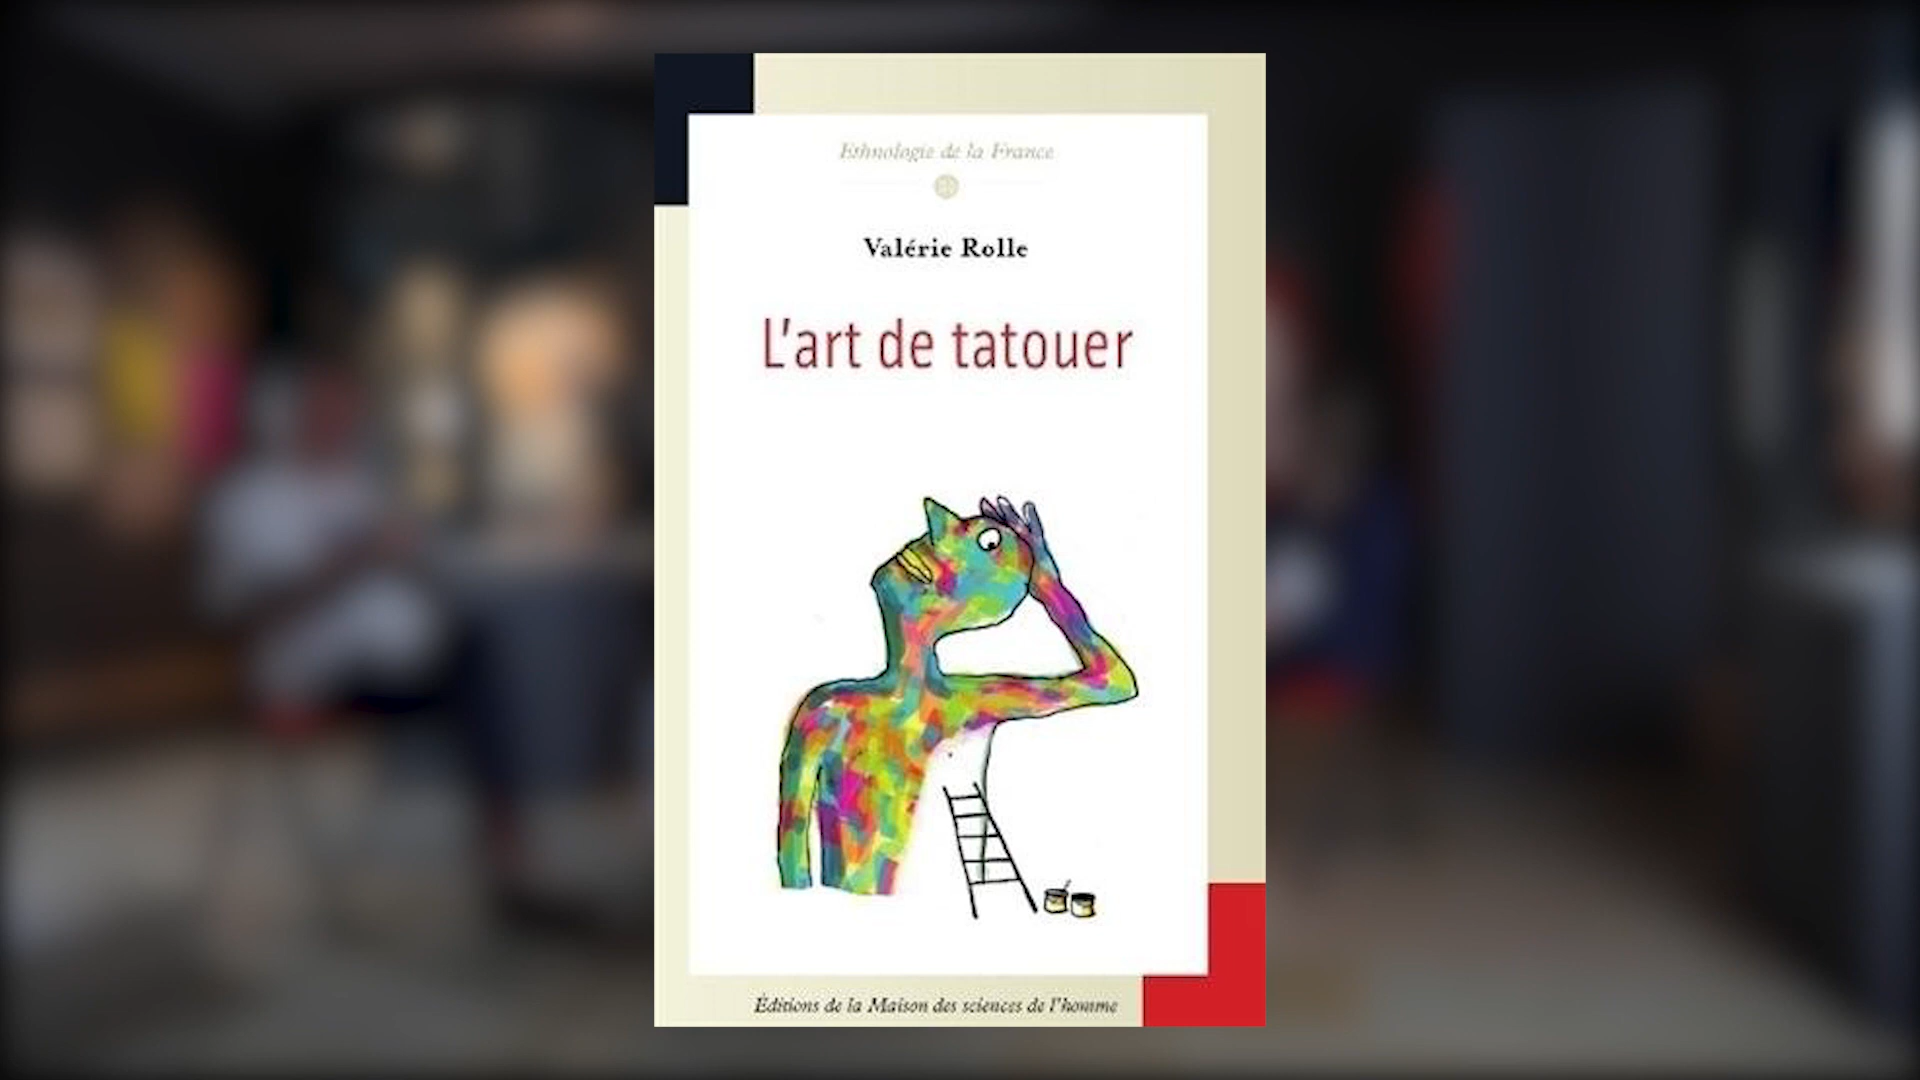 Ethnologie de la France
Valérie Rolle
L'art de tatouer
Éditions de la Maison des sciences de l'homme